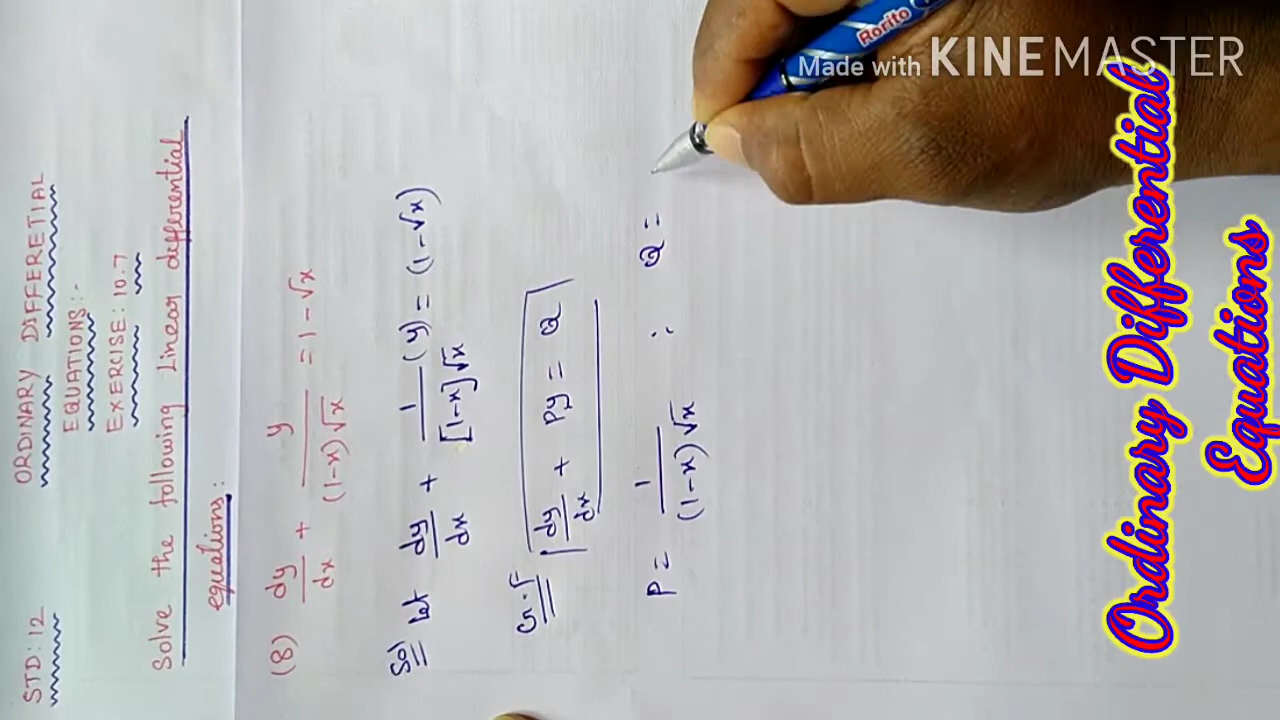 STD: 12 ORDINARY DIFFERETIAL
EQUATIONS:-
EXERCISE: 10.7
Solve the following Linear differential
equations:
(8) dy/dx + y/(1-x)√x = 1-√x
Sol let dy/dx + 1/[1-x]√x (y) = (1-√x)
G.F dy/dx + Py = Q
P = 1/(1-x)√x ; Q =
Rorito
Made with KINEMASTER
Ordinary Differential
Equations